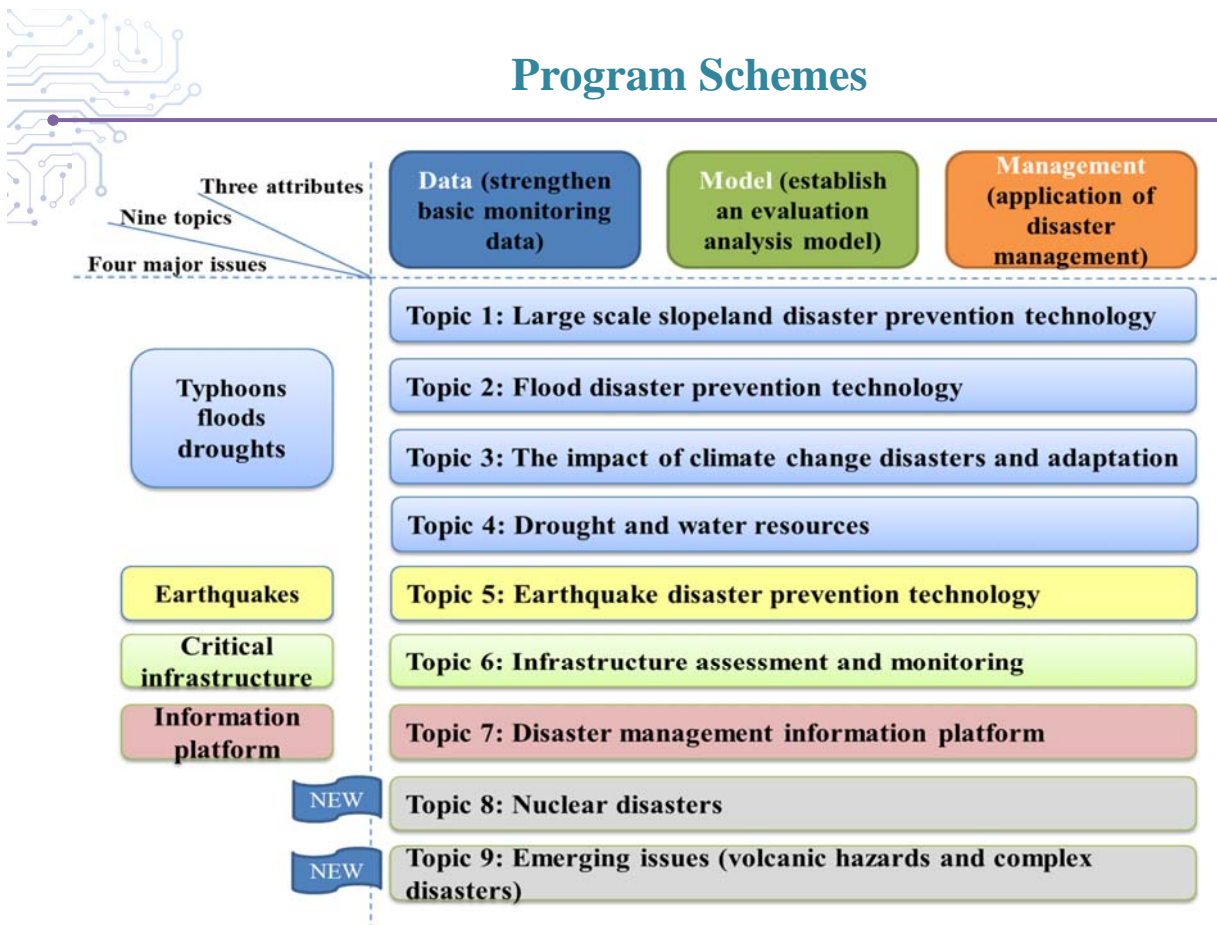 Program Schemes
Three attributes
Nine topics
Four major issues
Data (strengthen
basic monitoring
data)
Model (establish
an evaluation
analysis model)
Management
(application of
disaster
management)
Typhoons
floods
droughts
Topic 1: Large scale slopeland disaster prevention technology
Topic 2: Flood disaster prevention technology
Topic 3: The impact of climate change disasters and adaptation
Topic 4: Drought and water resources
Earthquakes
Topic 5: Earthquake disaster prevention technology
Critical
infrastructure
Topic 6: Infrastructure assessment and monitoring
Information
platform
Topic 7: Disaster management information platform
NEW
Topic 8: Nuclear disasters
NEW
Topic 9: Emerging issues (volcanic hazards and complex
disasters)